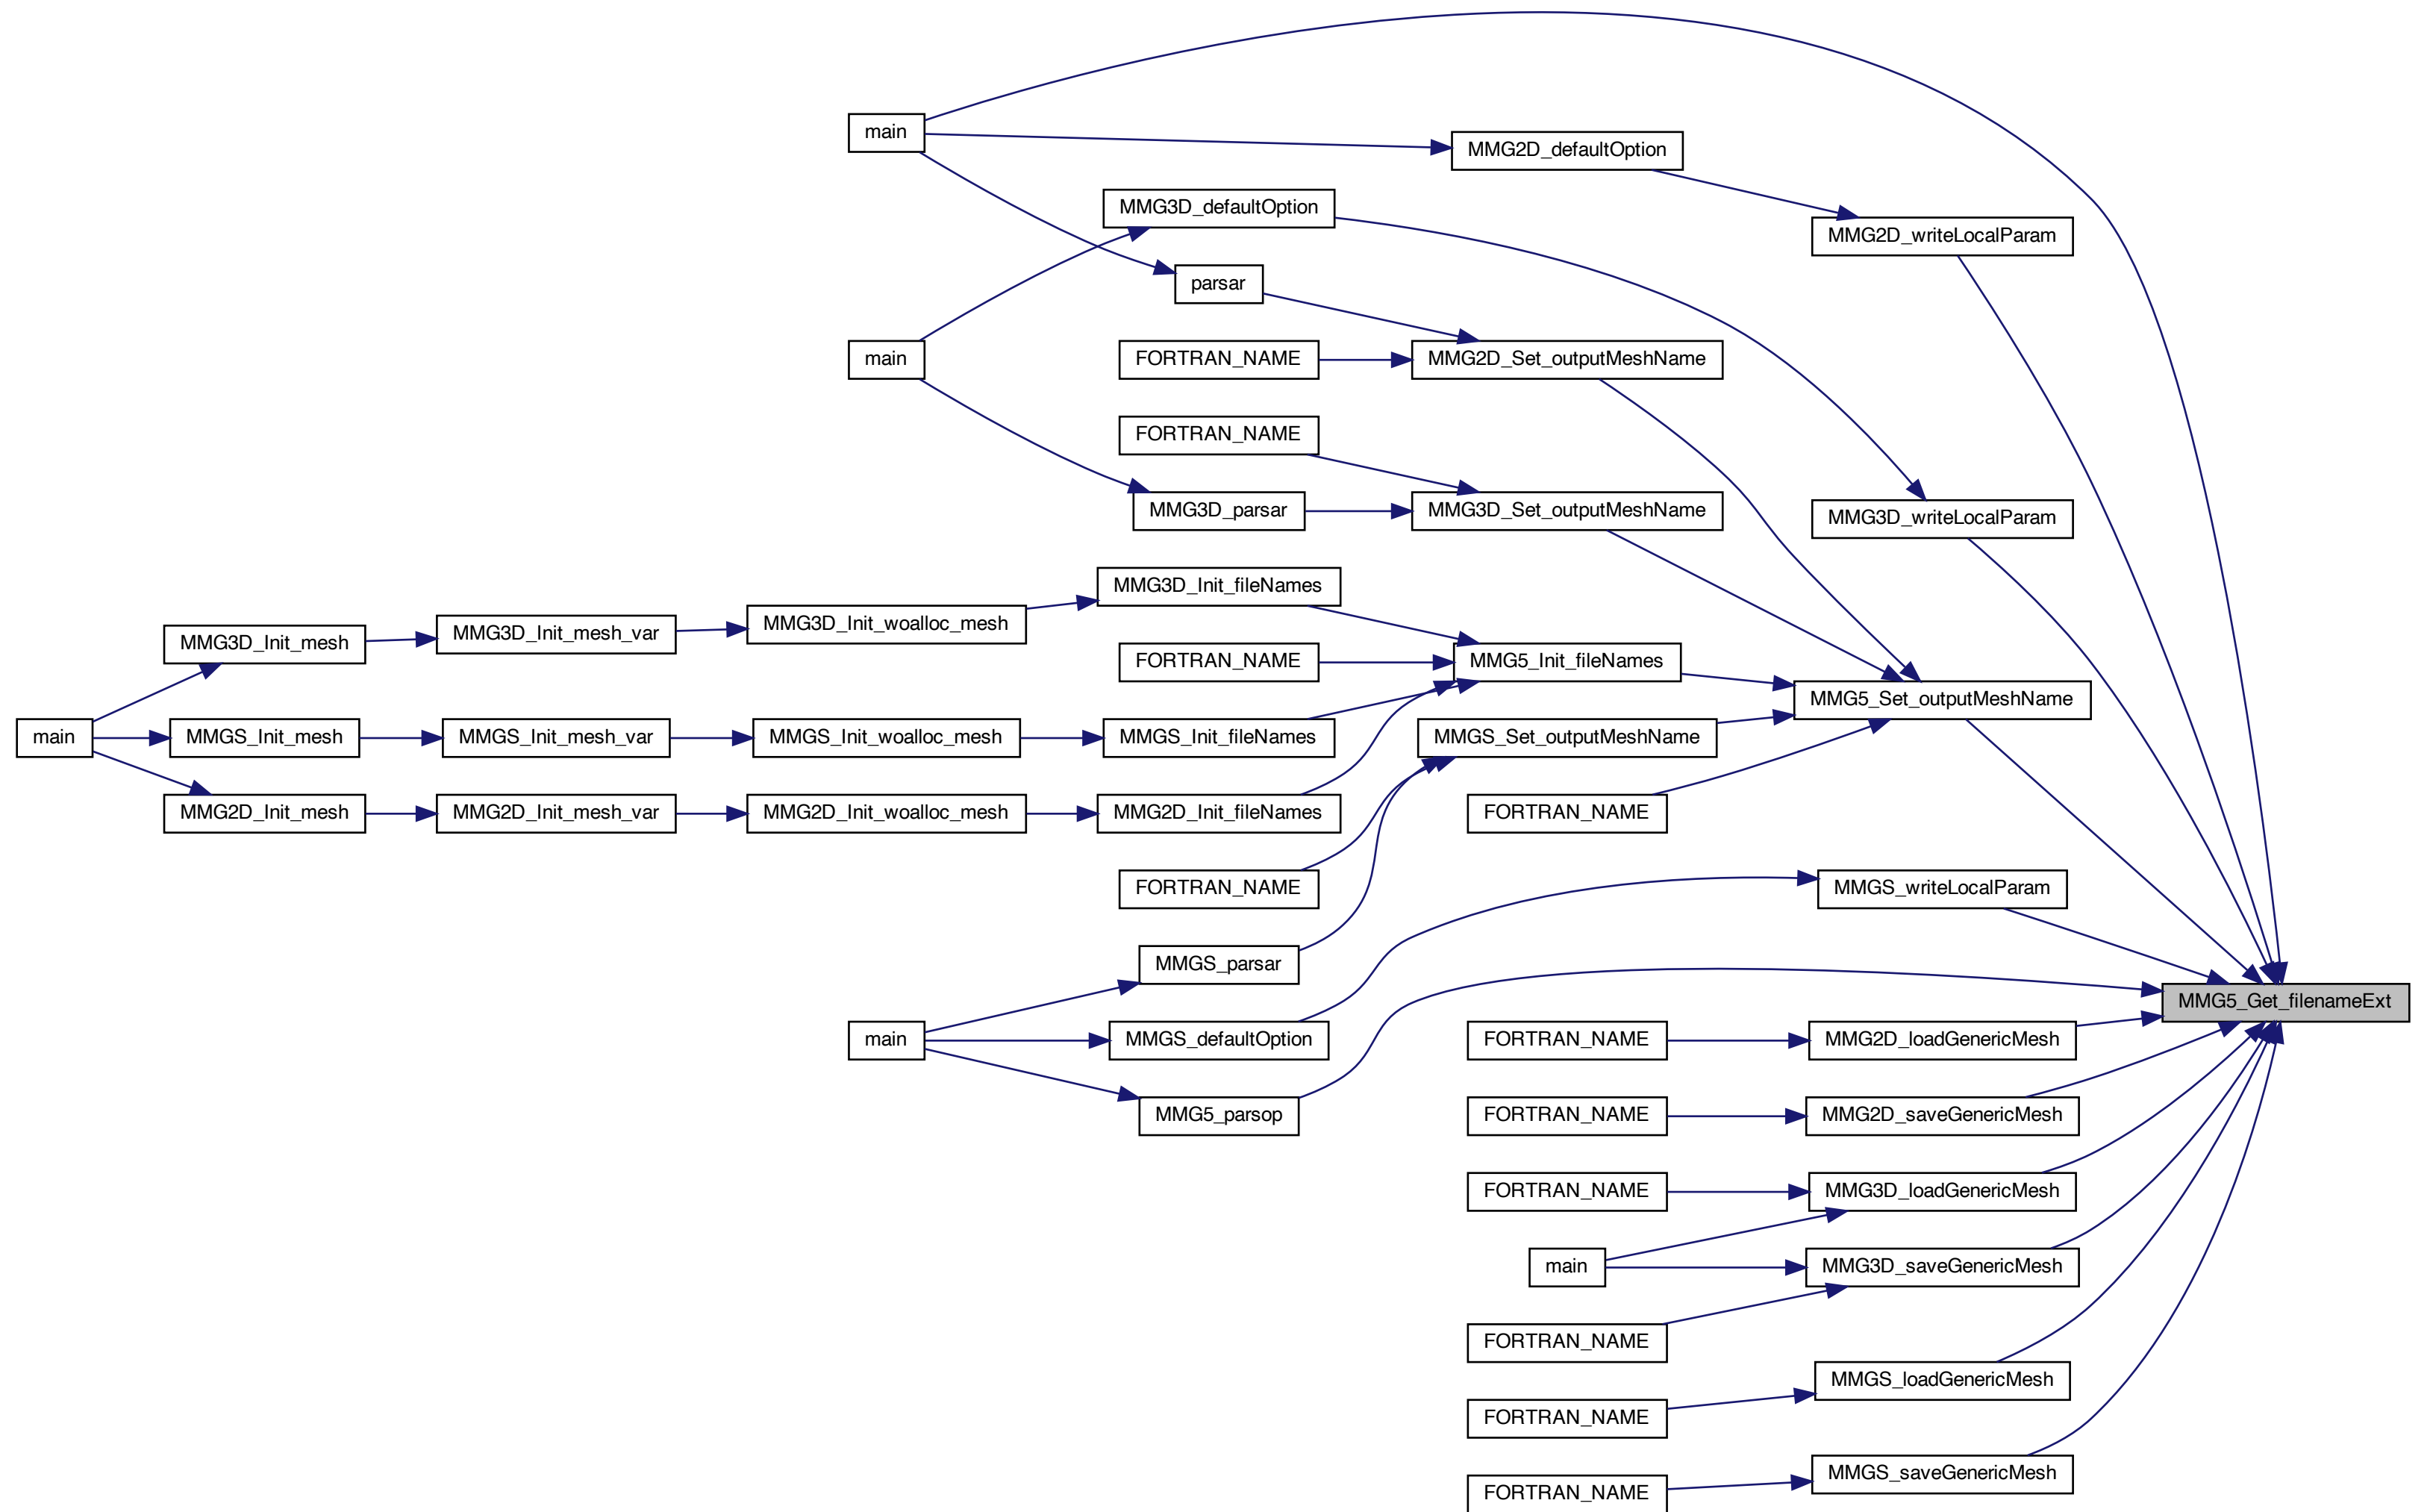 main
MMG2D_defaultOption
MMG3D_defaultOption
MMG2D_writeLocalParam
parsar
main
FORTRAN_NAME
MMG2D_Set_outputMeshName
FORTRAN_NAME
MMG3D_parsar
MMG3D_Set_outputMeshName
MMG3D_writeLocalParam
MMG3D_Init_fileNames
MMG3D_Init_mesh
MMG3D_Init_mesh_var
MMG3D_Init_woalloc_mesh
FORTRAN_NAME
MMG5_Init_fileNames
MMG5_Set_outputMeshName
main
MMGS_Init_mesh
MMGS_Init_mesh_var
MMGS_Init_woalloc_mesh
MMGS_Init_fileNames
MMGS_Set_outputMeshName
MMG2D_Init_mesh
MMG2D_Init_mesh_var
MMG2D_Init_woalloc_mesh
MMG2D_Init_fileNames
FORTRAN_NAME
FORTRAN_NAME
MMGS_writeLocalParam
MMGS_parsar
MMG5_Get_filenameExt
main
MMGS_defaultOption
FORTRAN_NAME
MMG2D_loadGenericMesh
MMG5_parsop
FORTRAN_NAME
MMG2D_saveGenericMesh
FORTRAN_NAME
MMG3D_loadGenericMesh
main
MMG3D_saveGenericMesh
FORTRAN_NAME
MMGS_loadGenericMesh
FORTRAN_NAME
MMGS_saveGenericMesh
FORTRAN_NAME